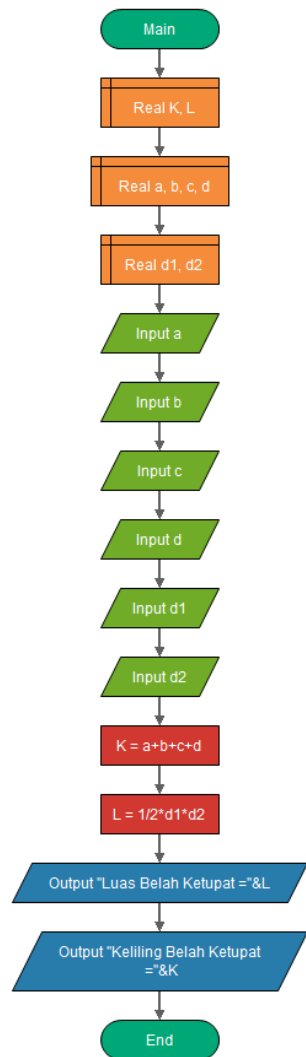 Main
Real K, L
Real a, b, c, d
Real d1, d2
Input a
Input b
Input c
Input d
Input d1
Input d2
K = a+b+c+d
L = 1/2*d1*d2
Output "Luas Belah Ketupat ="&L
Output "Keliling Belah Ketupat
="&K
End